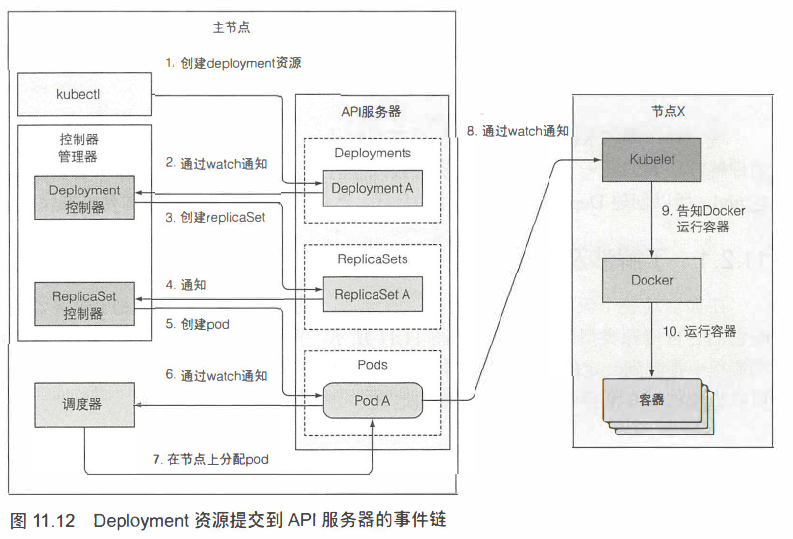 主节点
1. 创建deployment资源
kubectl
API服务器
控制器
管理器
Deployments
2. 通过watch通知
Deployment
控制器
Deployment A
3. 创建replicaSet
ReplicaSets
4. 通知
ReplicaSet
控制器
ReplicaSet A
5. 创建pod
Pods
6. 通过watch通知
调度器
Pod A
7. 在节点上分配pod
8. 通过watch通知
节点X
Kubelet
9. 告知Docker
运行容器
Docker
10. 运行容器
容器
图 11.12 Deployment 资源提交到 API 服务器的事件链